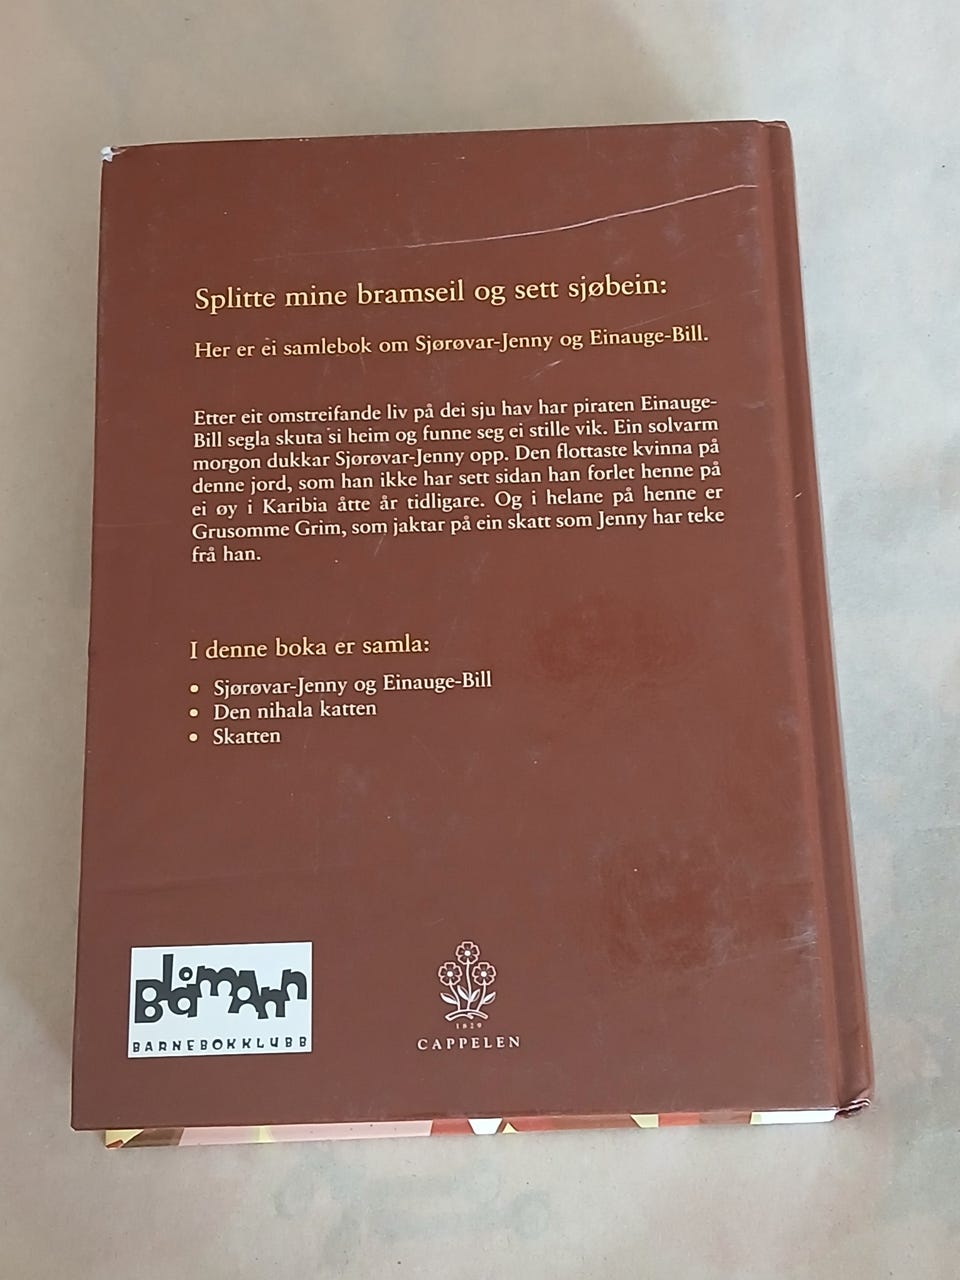 Splitte mine bramseil og sett sjøbein:
Her er ei samlebok om Sjørøvar-Jenny og Einauge-Bill.
Etter eit omstreifande liv på dei sju hav har piraten Einauge-
Bill segla skuta si heim og funne seg ei stille vik. Ein solvarm
morgon dukkar Sjørøvar-Jenny opp. Den flottaste kvinna på
denne jord, som han ikke har sett sidan han forlet henne på
ei øy i Karibia åtte år tidligare. Og i helane på henne er
Grusomme Grim, som jaktar på ein skatt som Jenny har teke
frå han.
I denne boka er samla:
• Sjørøvar-Jenny og Einauge-Bill
• Den nihala katten
• Skatten
Blåmann
BARNEBOKKLUBB
1829
CAPPELEN